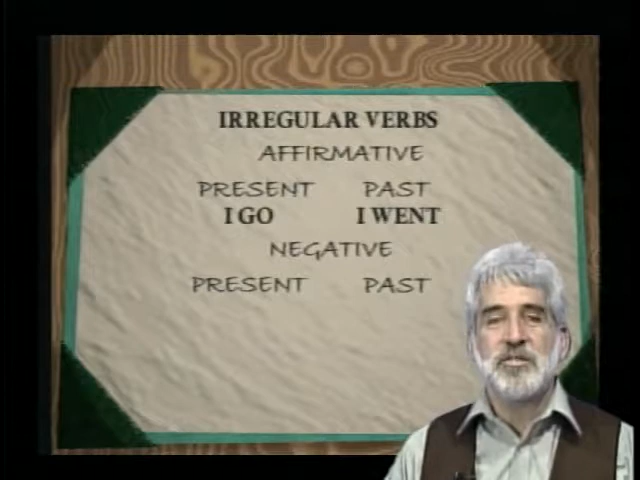 IRREGULAR VERBS
AFFIRMATIVE
PRESENT PAST
I GO I WENT
NEGATIVE
PRESENT PAST